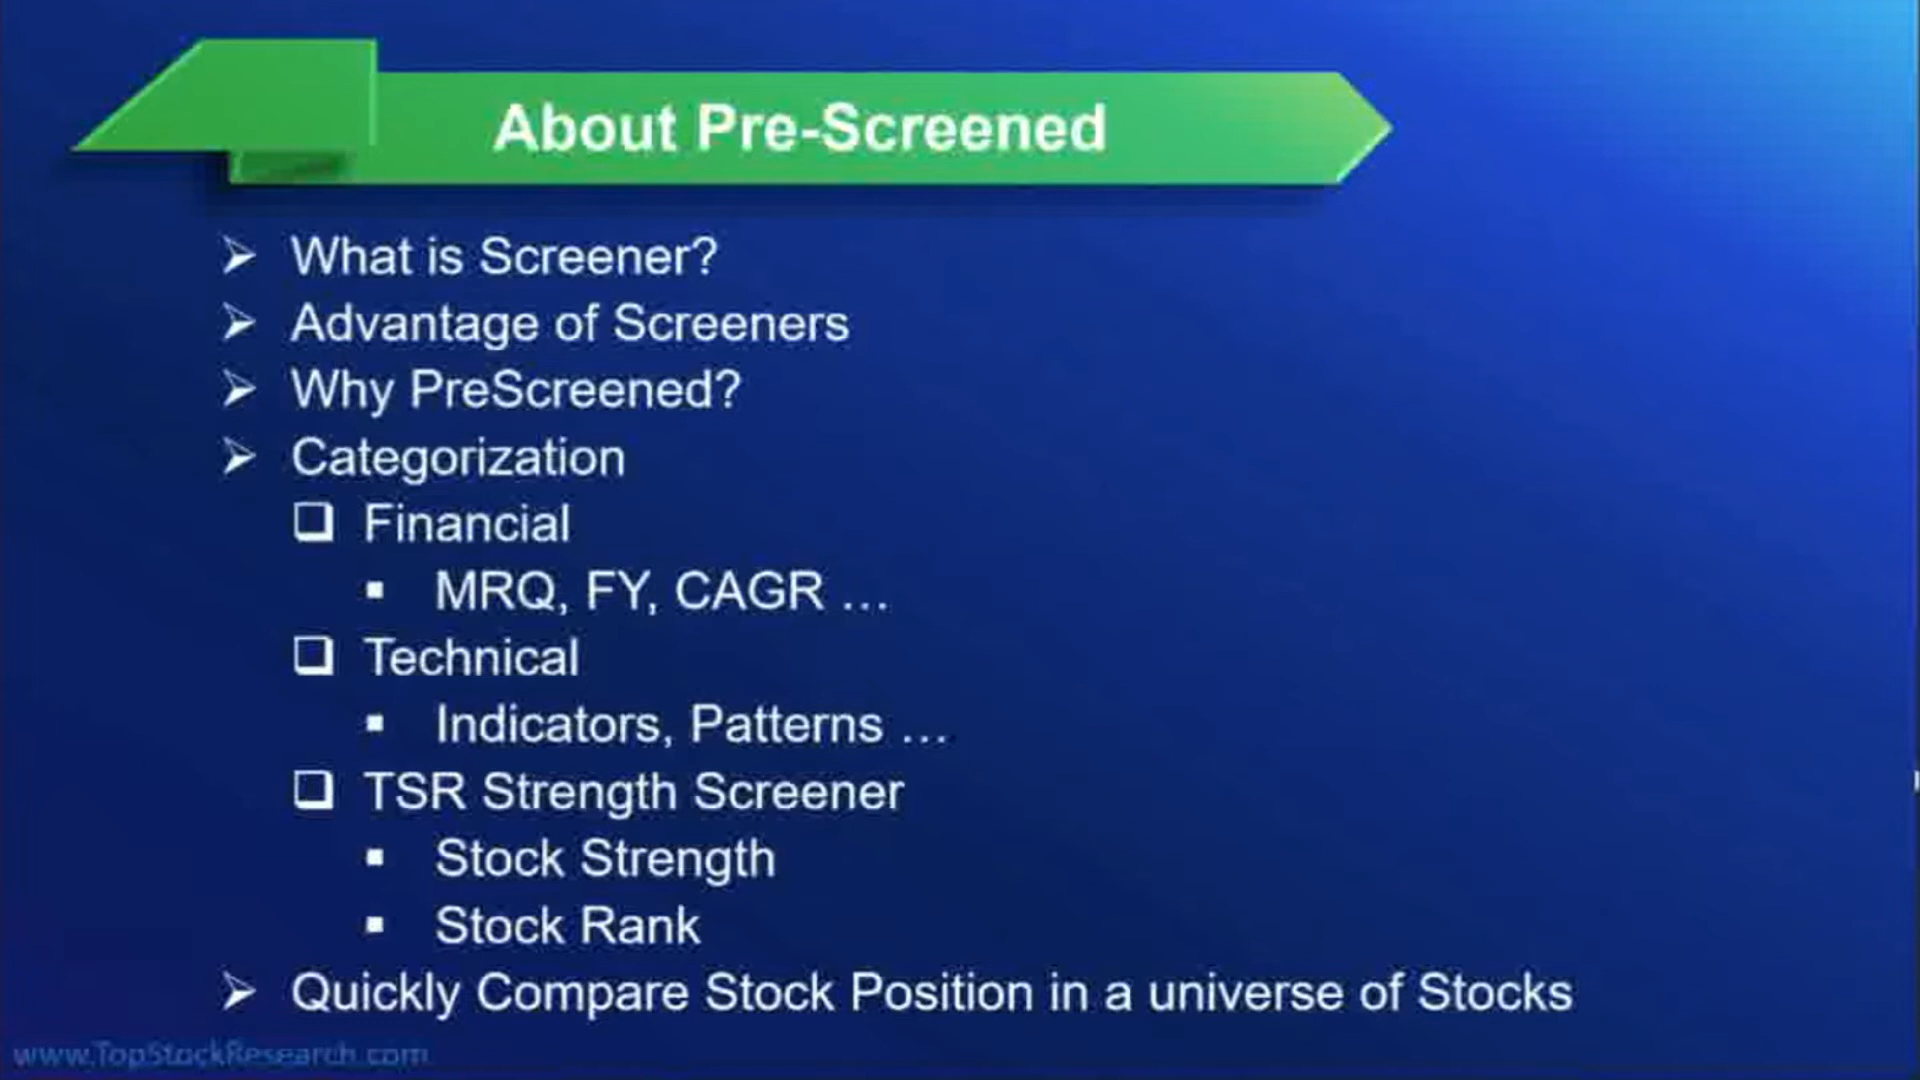 About Pre-Screened
What is Screener?
Advantage of Screeners
Why PreScreened?
Categorization
Financial
MRQ, FY, CAGR ...
Technical
Indicators, Patterns ...
TSR Strength Screener
Stock Strength
Stock Rank
Quickly Compare Stock Position in a universe of Stocks
www.TopStockResearch.com